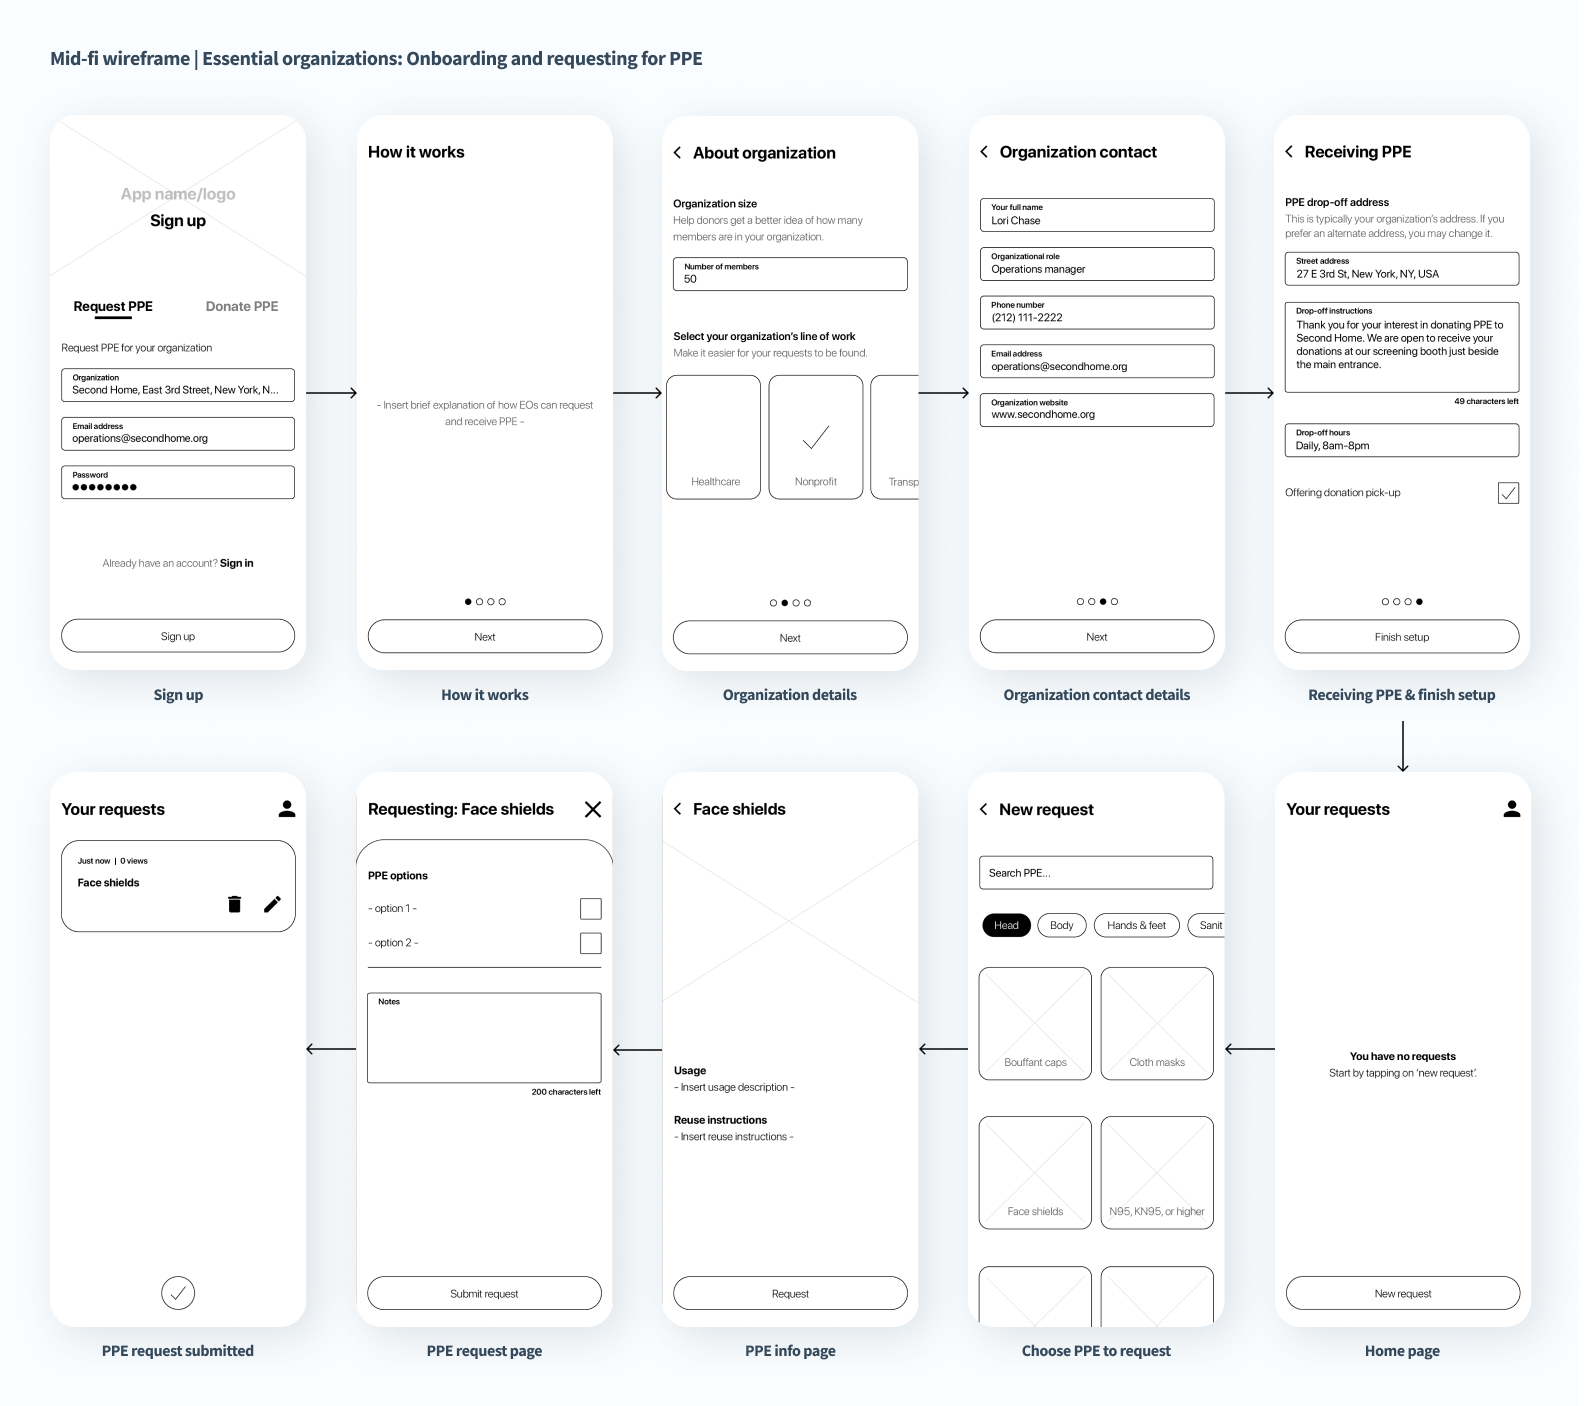 Mid-fi wireframe | Essential organizations: Onboarding and requesting for PPE
App name/logo
Sign up
Request PPE
Donate PPE
Request PPE for your organization
Organization
Second Home, East 3rd Street, New York, N...
Email address
operations@secondhome.org
Password
Already have an account? Sign in
Sign up
Sign up
How it works
- Insert brief explanation of how EOs can request
and receive PPE -
Next
How it works
About organization
Organization size
Help donors get a better idea of how many
members are in your organization.
Number of members
50
Select your organization's line of work
Make it easier for your requests to be found.
Healthcare
Nonprofit
Transp
Next
Organization details
Organization contact
Your full name
Lori Chase
Organizational role
Operations manager
Phone number
(212) 111-2222
Email address
operations@secondhome.org
Organization website
www.secondhome.org
Next
Organization contact details
Receiving PPE
PPE drop-off address
This is typically your organization's address. If you
prefer an alternate address, you may change it.
Street address
27 E 3rd St, New York, NY, USA
Drop-off instructions
Thank you for your interest in donating PPE to
Second Home. We are open to receive your
donations at our screening booth just beside
the main entrance.
49 characters left
Drop-off hours
Daily, 8am-8pm
Offering donation pick-up
Finish setup
Receiving PPE & finish setup
Your requests
Just now | 0 views
Face shields
PPE request submitted
Requesting: Face shields
PPE options
- option 1 -
- option 2 -
Notes
200 characters left
Submit request
PPE request page
Face shields
Usage
- Insert usage description -
Reuse instructions
- Insert reuse instructions -
Request
PPE info page
New request
Search PPE...
Head
Body
Hands & feet
Sanit
Bouffant caps
Cloth masks
Face shields
N95, KN95, or higher
Choose PPE to request
Your requests
You have no requests
Start by tapping on 'new request'.
New request
Home page